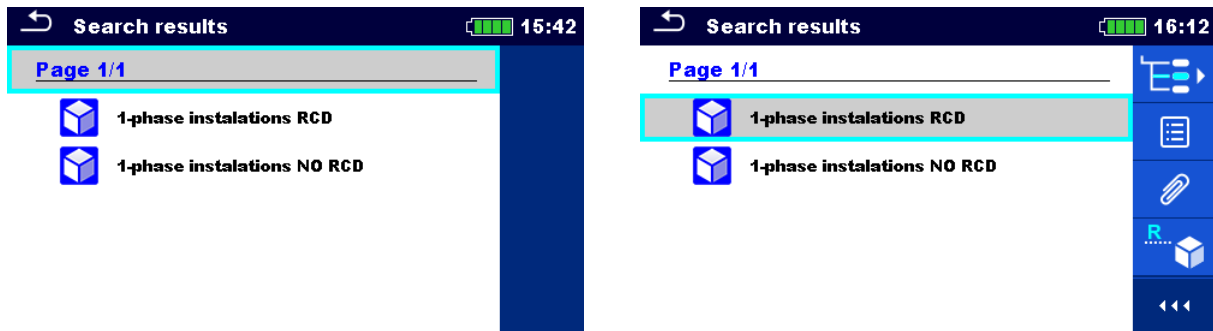 Search results 15:42
Page 1/1
1-phase instalations RCD
1-phase instalations NO RCD
Search results 16:12
Page 1/1
1-phase instalations RCD
1-phase instalations NO RCD
R